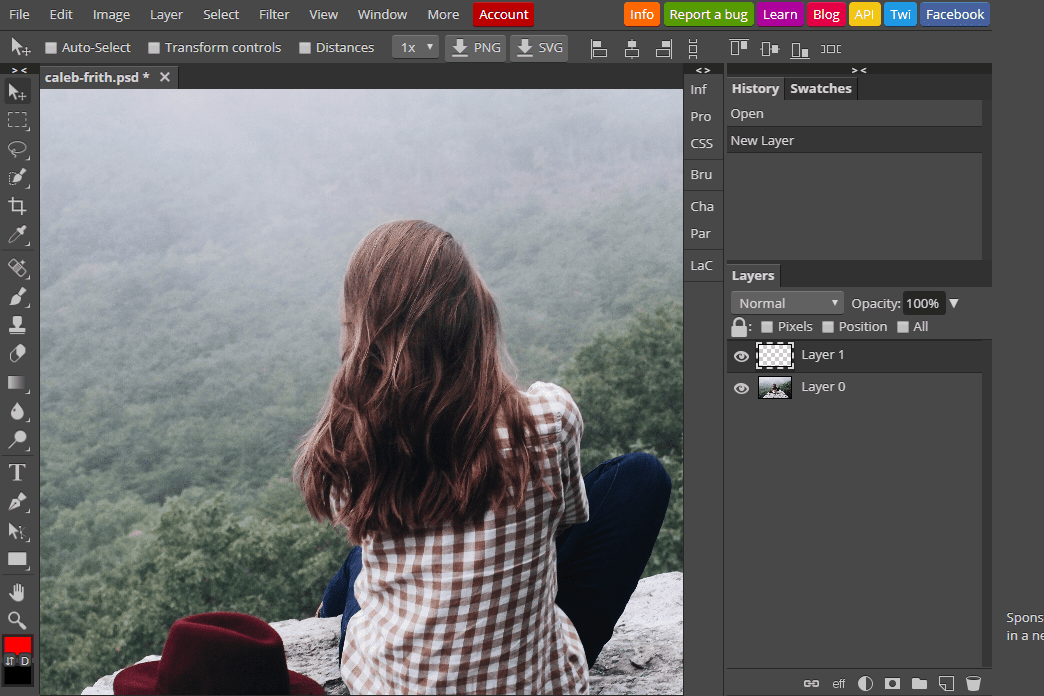 File Edit Image Layer Select Filter View Window More Account Info Report a bug Learn Blog API Twi Facebook
Auto-Select Transform controls Distances 1x PNG SVG
> < < > > <
caleb-frith.psd *
Inf
Pro
CSS
Bru
Cha
Par
LaC
History Swatches
Open
New Layer
Layers
Normal Opacity: 100%
: Pixels Position All
Layer 1
Layer 0
T
D
eff
Spons
in a ne